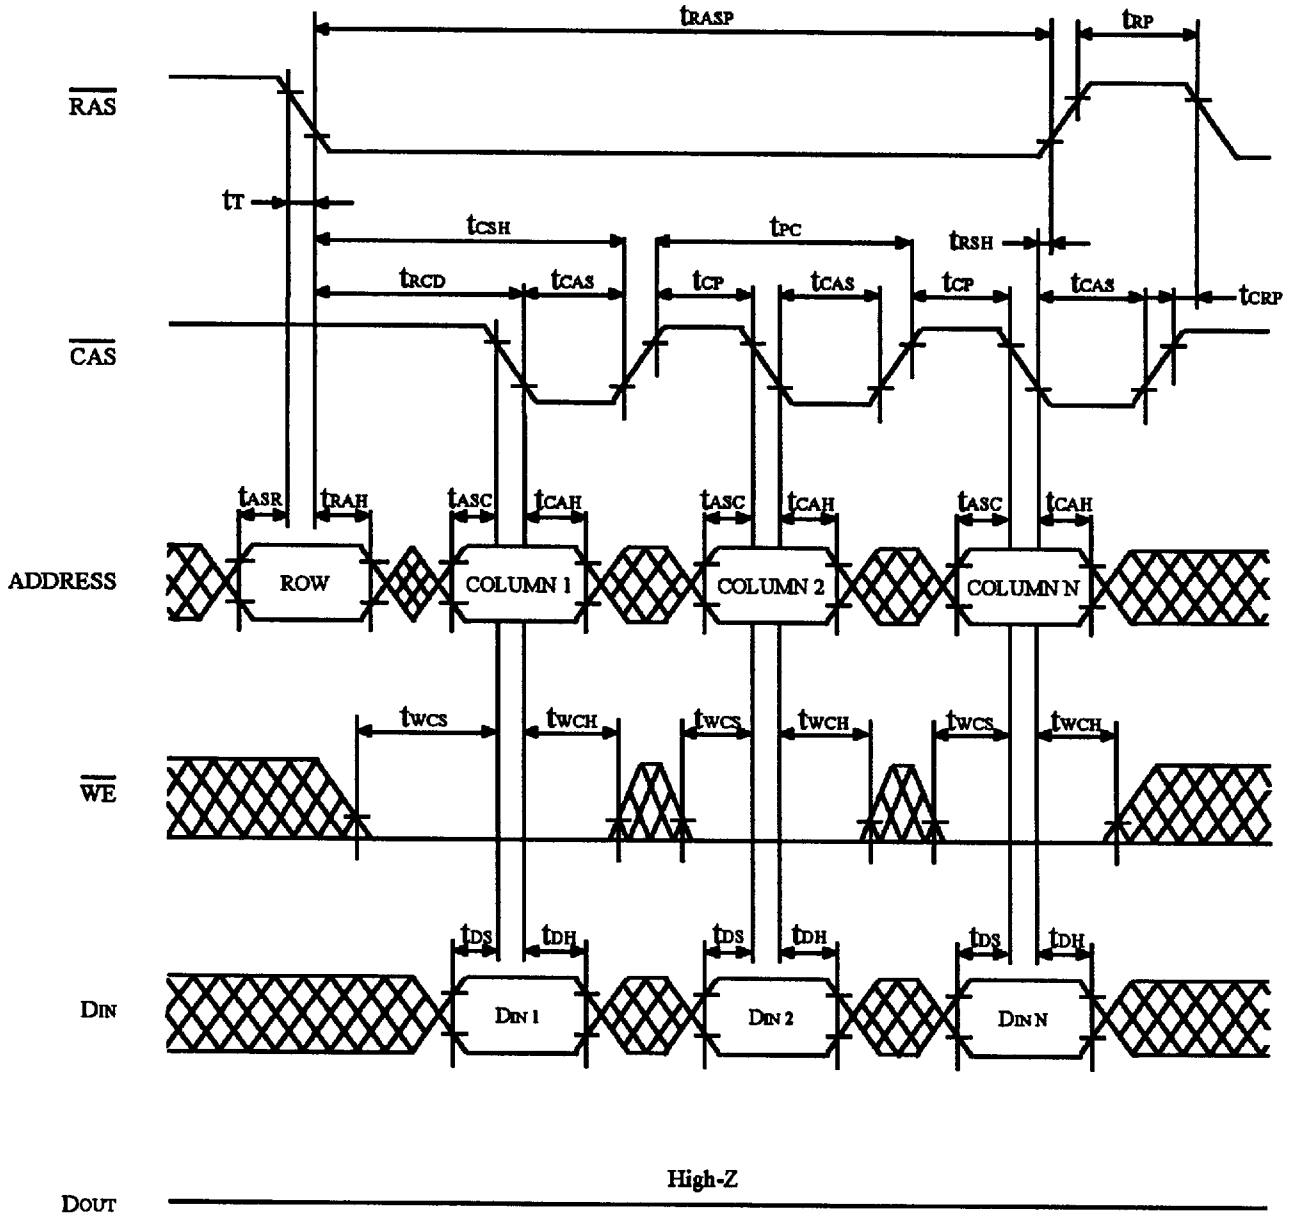 tRASP tRP
RAS
tT tCSH tPC tRSH
tRCD tCAS tCP tCAS tCP tCAS tCRP
CAS
tASR tRAH tASC tCAH tASC tCAH tASC tCAH
ADDRESS ROW COLUMN 1 COLUMN 2 COLUMN N
tWCS tWCH tWCS tWCH tWCS tWCH
WE
tDS tDH tDS tDH tDS tDH
DIN DIN 1 DIN 2 DIN N
High-Z
DOUT